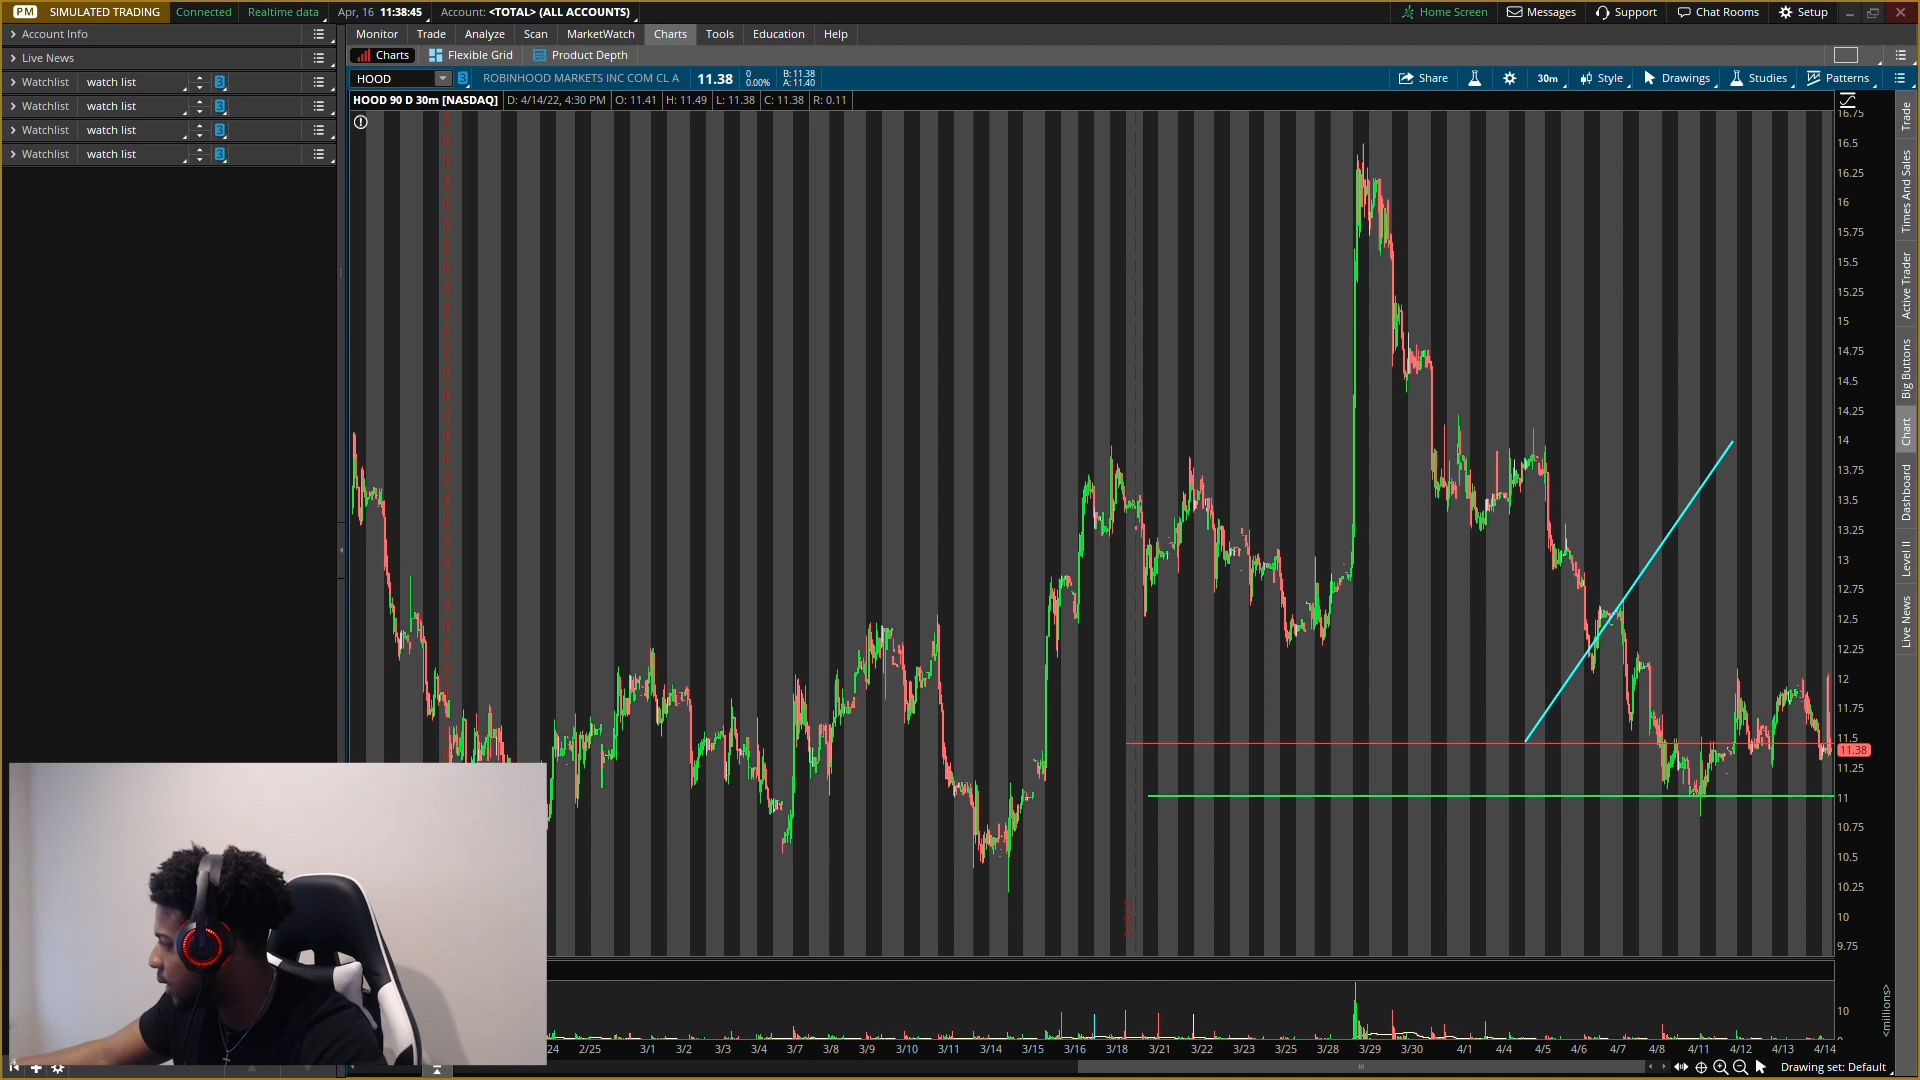 PM SIMULATED TRADING Connected Realtime data Apr, 16 11:38:45 Account: <TOTAL> (ALL ACCOUNTS) Home Screen Messages Support Chat Rooms Setup
Account Info
Live News
Watchlist watch list 3
Watchlist watch list 3
Watchlist watch list 3
Watchlist watch list 3
Monitor Trade Analyze Scan MarketWatch Charts Tools Education Help
Charts Flexible Grid Product Depth
HOOD 3 ROBINHOOD MARKETS INC COM CL A 11.38 0 0.00% B: 11.38 A: 11.40 Share 30m Style Drawings Studies Patterns
HOOD 90 D 30m [NASDAQ] D: 4/14/22, 4:30 PM O: 11.41 H: 11.49 L: 11.38 C: 11.38 R: 0.11
16.75
16.5
16.25
16
15.75
15.5
15.25
15
14.75
14.5
14.25
14
13.75
13.5
13.25
13
12.75
12.5
12.25
12
11.75
11.5
11.38
11.25
11
10.75
10.5
10.25
10
9.75
10
<millions>
Trade
Times And Sales
Active Trader
Big Buttons
Chart
Dashboard
Level II
Live News
24 2/25 3/1 3/2 3/3 3/4 3/7 3/8 3/9 3/10 3/11 3/14 3/15 3/16 3/18 3/21 3/22 3/23 3/25 3/28 3/29 3/30 4/1 4/4 4/5 4/6 4/7 4/8 4/11 4/12 4/13 4/14
Drawing set: Default